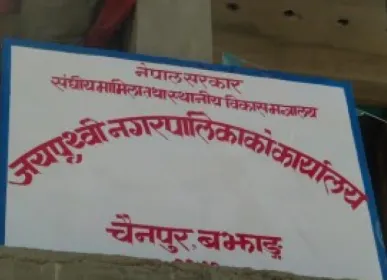 नेपाल सरकार
संघीय मामिला तथा स्थानीय विकास मन्त्रालय
जयपृथ्वी नगरपालिकाको कार्यालय
चैनपुर, बझाङ्ग